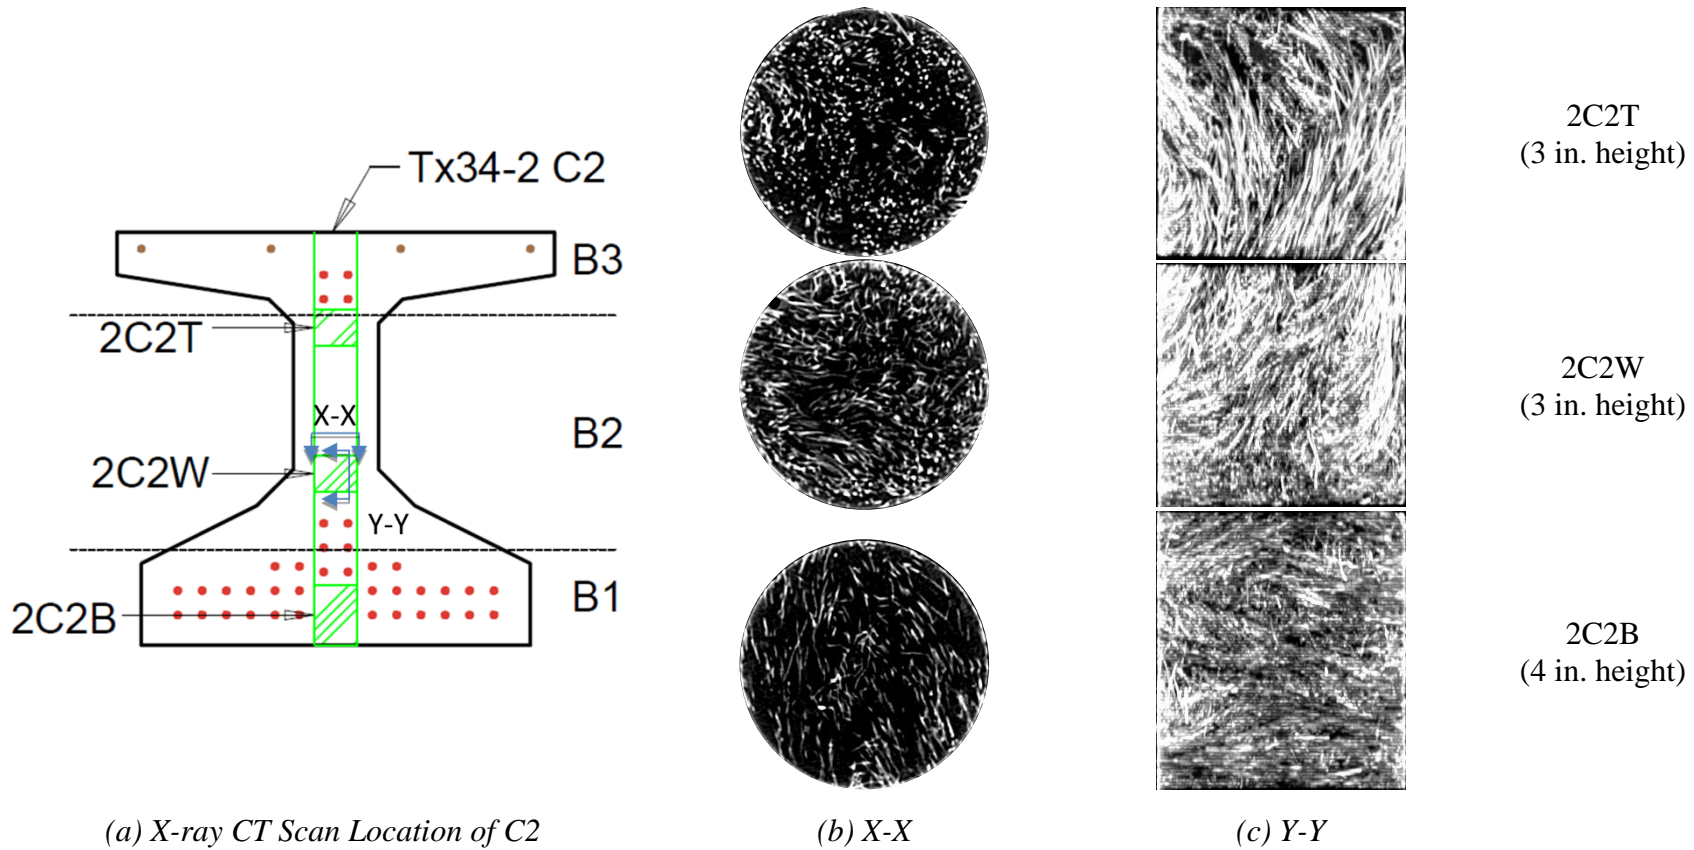 Tx34-2 C2
B3
2C2T
X-X
B2
2C2W
Y-Y
B1
2C2B
2C2T
(3 in. height)
2C2W
(3 in. height)
2C2B
(4 in. height)
(a) X-ray CT Scan Location of C2
(b) X-X
(c) Y-Y